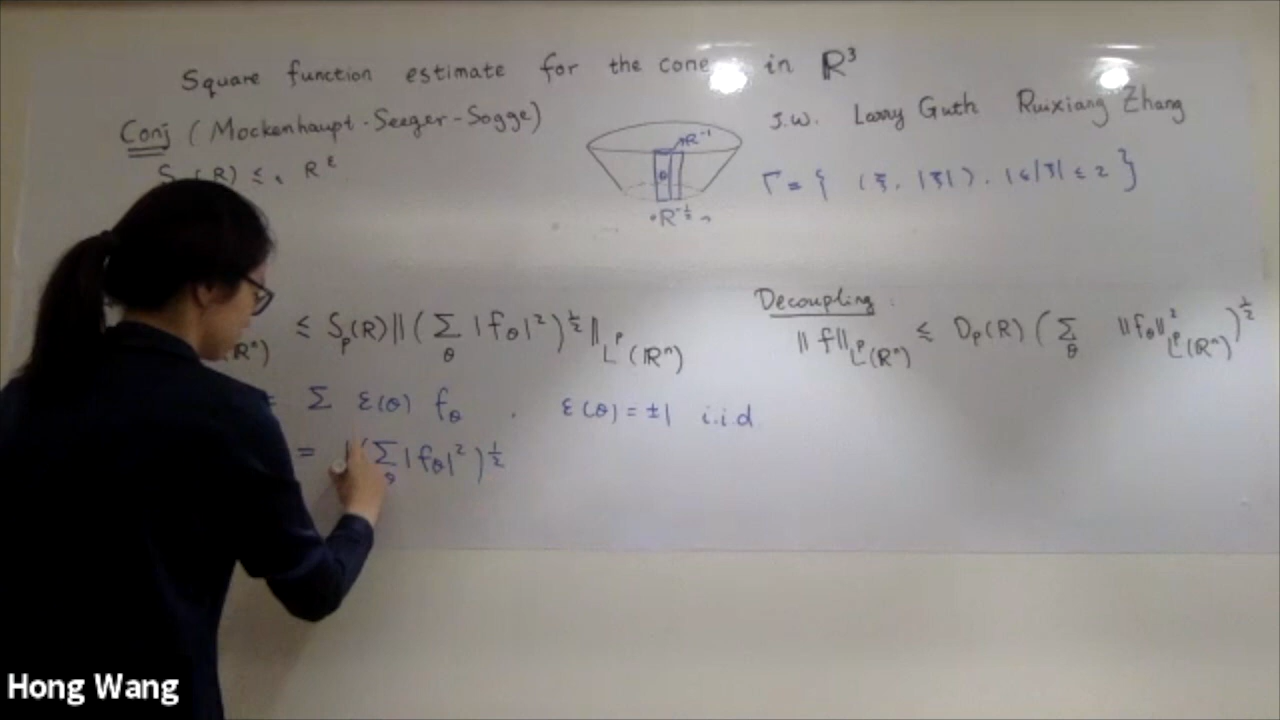 Square function estimate for the cone in ℝ³
Conj (Mockenhaupt-Seeger-Sogge)
J.W. Larry Guth Ruixiang Zhang
(R) ≤ R^ε
R^{-1}
θ
R^{-1/2}
Γ = { (ξ, |ξ|), 1≤|ξ|≤2 }
Decoupling:
(ℝⁿ) ≤ S_p(R) ‖ ( Σ_θ |f_θ|² )^{1/2} ‖_{L^p(ℝⁿ)}
‖f‖_{L^p(ℝⁿ)} ≤ D_p(R) ( Σ_θ ‖f_θ‖²_{L^p(ℝⁿ)} )^{1/2}
= Σ ε(θ) f_θ , ε(θ) = ±1 i.i.d
= ‖( Σ_θ |f_θ|² )^{1/2}
Hong Wang